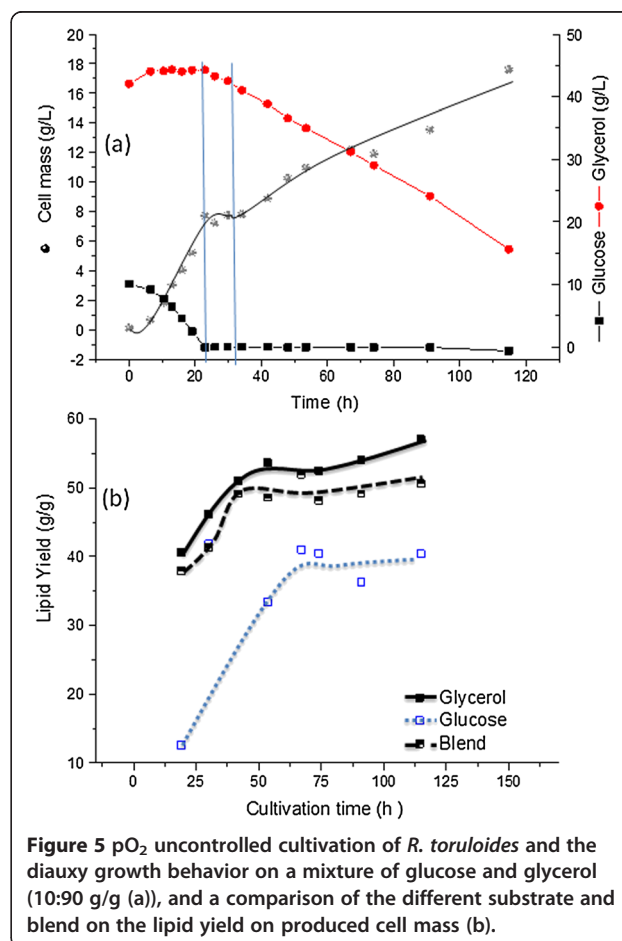 (a)
Cell mass (g/L)
20
18
16
14
12
10
8
6
4
2
0
-2
0 20 40 60 80 100 120
Time (h)
50
40
30
20
10
0
Glycerol (g/L)
Glucose (g/L)
(b)
Lipid Yield (g/g)
60
50
40
30
20
10
0 25 50 75 100 125 150
Cultivation time (h )
Glycerol
Glucose
Blend
Figure 5 pO₂ uncontrolled cultivation of R. toruloides and the
diauxy growth behavior on a mixture of glucose and glycerol
(10:90 g/g (a)), and a comparison of the different substrate and
blend on the lipid yield on produced cell mass (b).